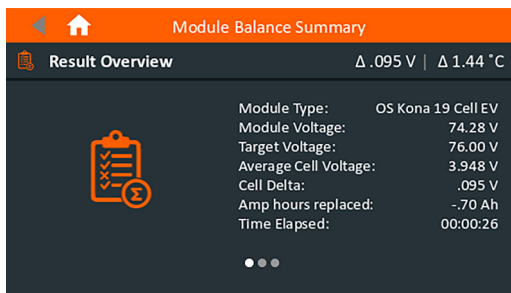 Module Balance Summary
Result Overview Δ .095 V | Δ 1.44 °C
Module Type: OS Kona 19 Cell EV
Module Voltage: 74.28 V
Target Voltage: 76.00 V
Average Cell Voltage: 3.948 V
Cell Delta: .095 V
Amp hours replaced: -.70 Ah
Time Elapsed: 00:00:26